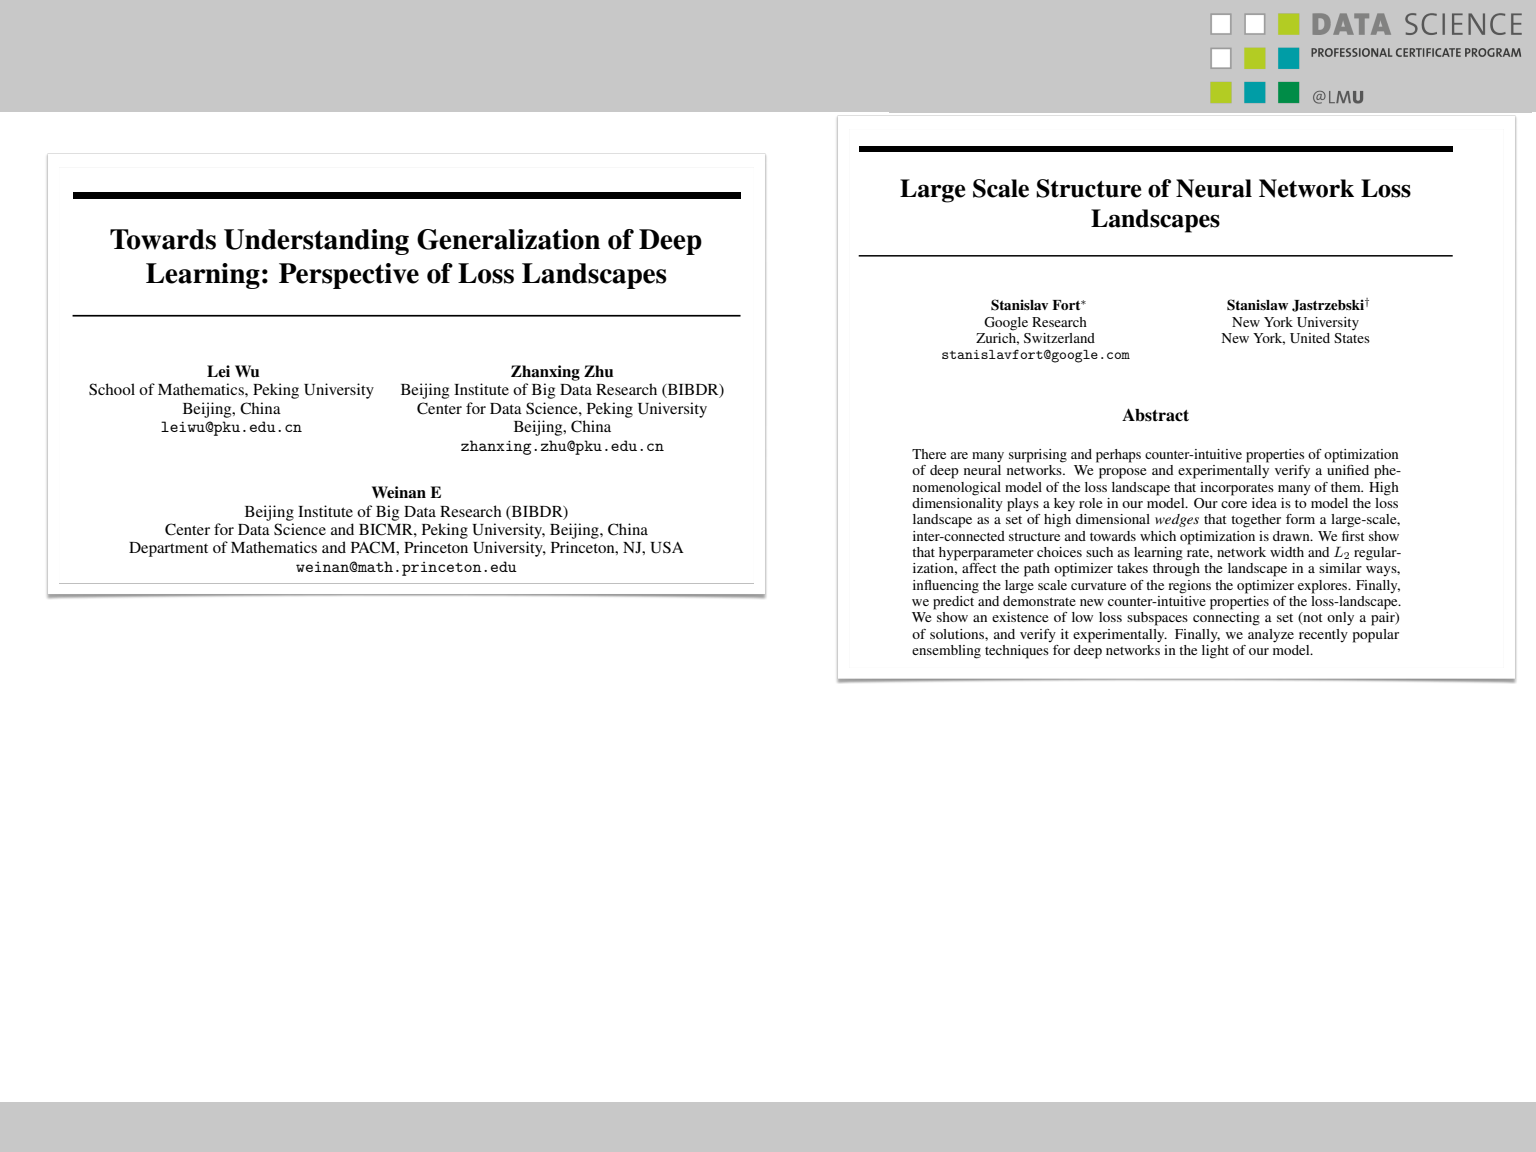 DATA SCIENCE
PROFESSIONAL CERTIFICATE PROGRAM
@LMU
Towards Understanding Generalization of Deep
Learning: Perspective of Loss Landscapes
Lei Wu
School of Mathematics, Peking University
Beijing, China
leiwu@pku.edu.cn
Zhanxing Zhu
Beijing Institute of Big Data Research (BIBDR)
Center for Data Science, Peking University
Beijing, China
zhanxing.zhu@pku.edu.cn
Weinan E
Beijing Institute of Big Data Research (BIBDR)
Center for Data Science and BICMR, Peking University, Beijing, China
Department of Mathematics and PACM, Princeton University, Princeton, NJ, USA
weinan@math.princeton.edu
Large Scale Structure of Neural Network Loss
Landscapes
Stanislav Fort*
Google Research
Zurich, Switzerland
stanislavfort@google.com
Stanislaw Jastrzebski†
New York University
New York, United States
Abstract
There are many surprising and perhaps counter-intuitive properties of optimization
of deep neural networks. We propose and experimentally verify a unified phe-
nomenological model of the loss landscape that incorporates many of them. High
dimensionality plays a key role in our model. Our core idea is to model the loss
landscape as a set of high dimensional wedges that together form a large-scale,
inter-connected structure and towards which optimization is drawn. We first show
that hyperparameter choices such as learning rate, network width and L2 regular-
ization, affect the path optimizer takes through the landscape in a similar ways,
influencing the large scale curvature of the regions the optimizer explores. Finally,
we predict and demonstrate new counter-intuitive properties of the loss-landscape.
We show an existence of low loss subspaces connecting a set (not only a pair)
of solutions, and verify it experimentally. Finally, we analyze recently popular
ensembling techniques for deep networks in the light of our model.